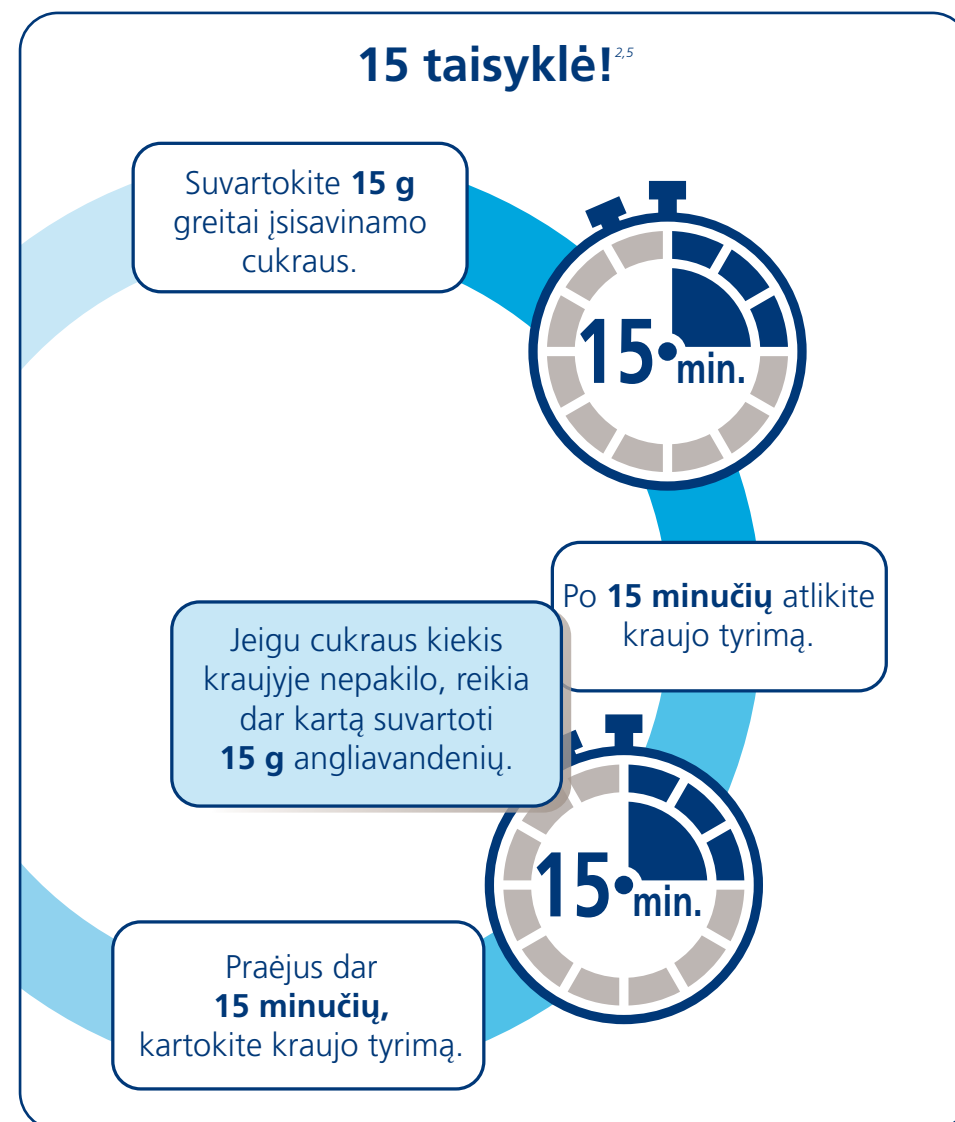 15 taisyklė! 2,5
Suvartokite 15 g
greitai įsisavinamo
cukraus.
15 min.
Po 15 minučių atlikite
kraujo tyrimą.
Jeigu cukraus kiekis
kraujyje nepakilo, reikia
dar kartą suvartoti
15 g angliavandenių.
15 min.
Praėjus dar
15 minučių,
kartokite kraujo tyrimą.